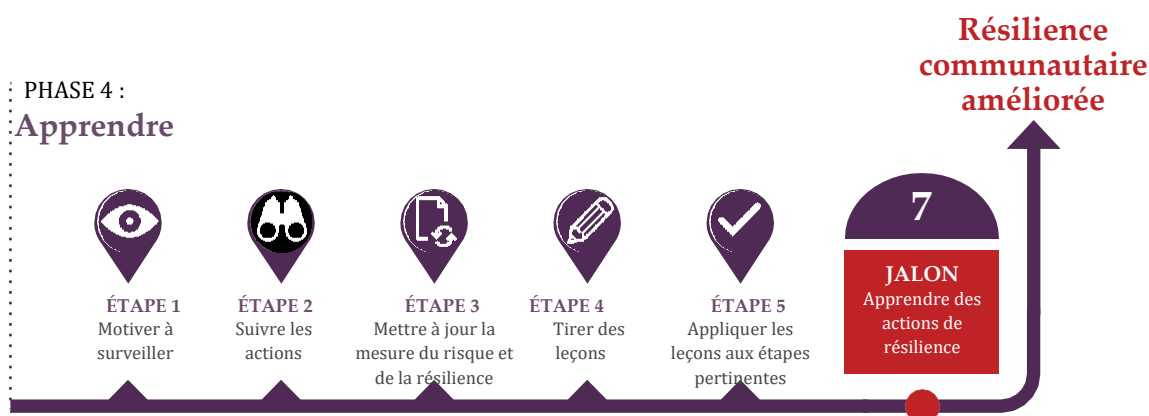 Résilience
communautaire
améliorée
PHASE 4 :
Apprendre
ÉTAPE 1
Motiver à
surveiller
ÉTAPE 2
Suivre les
actions
ÉTAPE 3
Mettre à jour la
mesure du risque et
de la résilience
ÉTAPE 4
Tirer des
leçons
ÉTAPE 5
Appliquer les
leçons aux étapes
pertinentes
7
JALON
Apprendre des
actions de
résilience